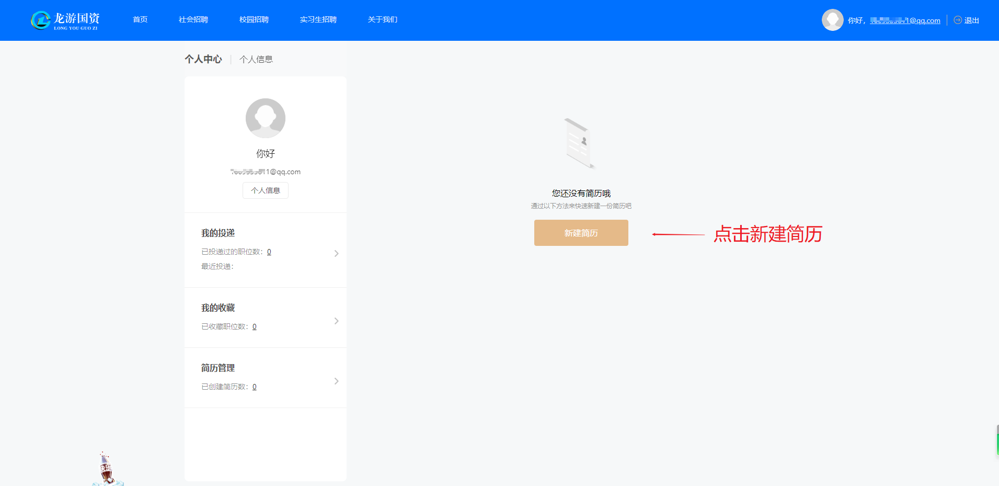 龙游国资
LONG YOU GUO ZI
首页
社会招聘
校园招聘
实习生招聘
关于我们
你好，
1@qq.com
退出
个人中心
个人信息
你好
11@qq.com
个人信息
我的投递
已投递过的职位数：0
最近投递：
我的收藏
已收藏职位数：0
简历管理
已创建简历数：0
您还没有简历哦
通过以下方法来快速新建一份简历吧
新建简历
点击新建简历